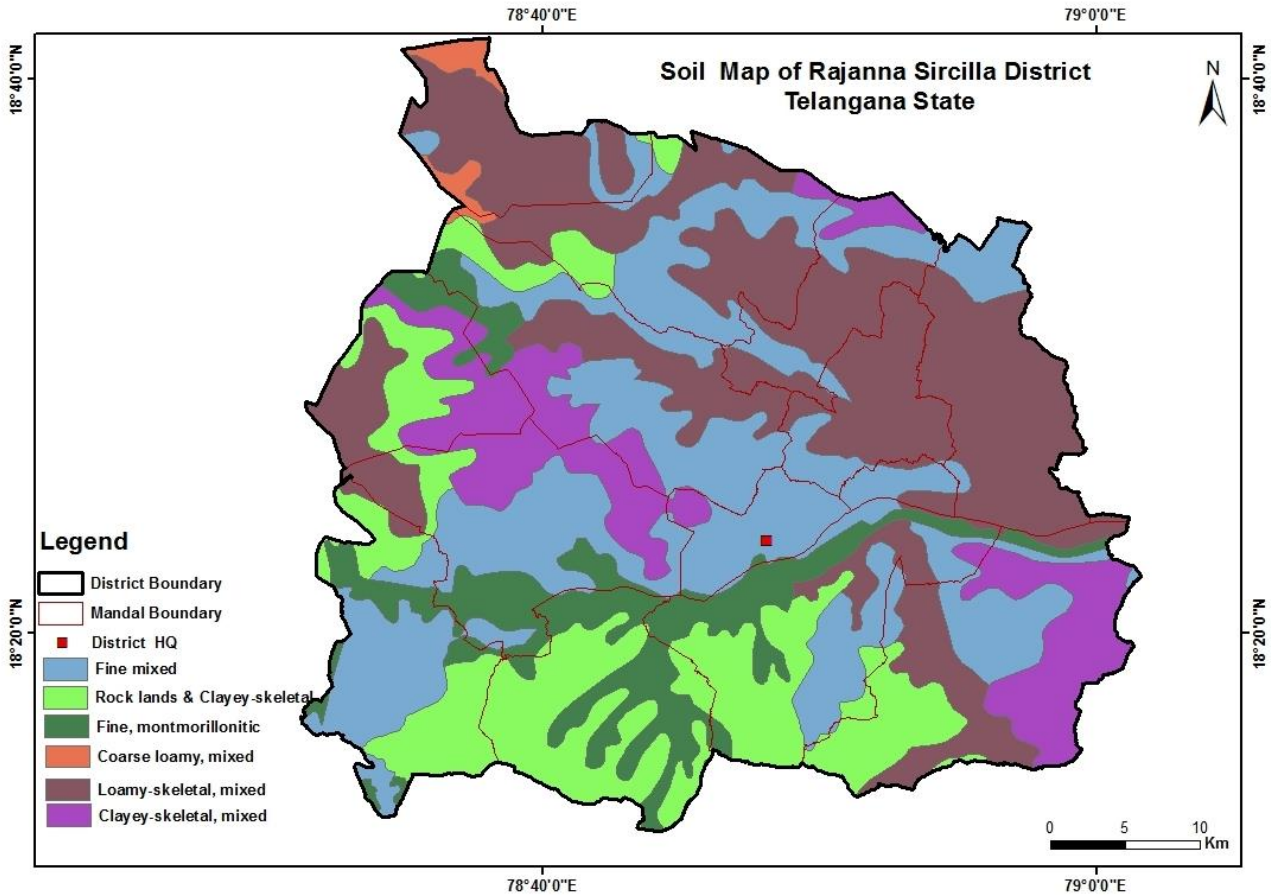 78°40'0"E
79°0'0"E
Soil Map of Rajanna Sircilla District
Telangana State
N
18°40'0"N
18°40'0"N
Legend
District Boundary
Mandal Boundary
District HQ
Fine mixed
Rock lands & Clayey-skeletal
Fine, montmorillonitic
Coarse loamy, mixed
Loamy-skeletal, mixed
Clayey-skeletal, mixed
18°20'0"N
18°20'0"N
0 5 10
Km
78°40'0"E
79°0'0"E